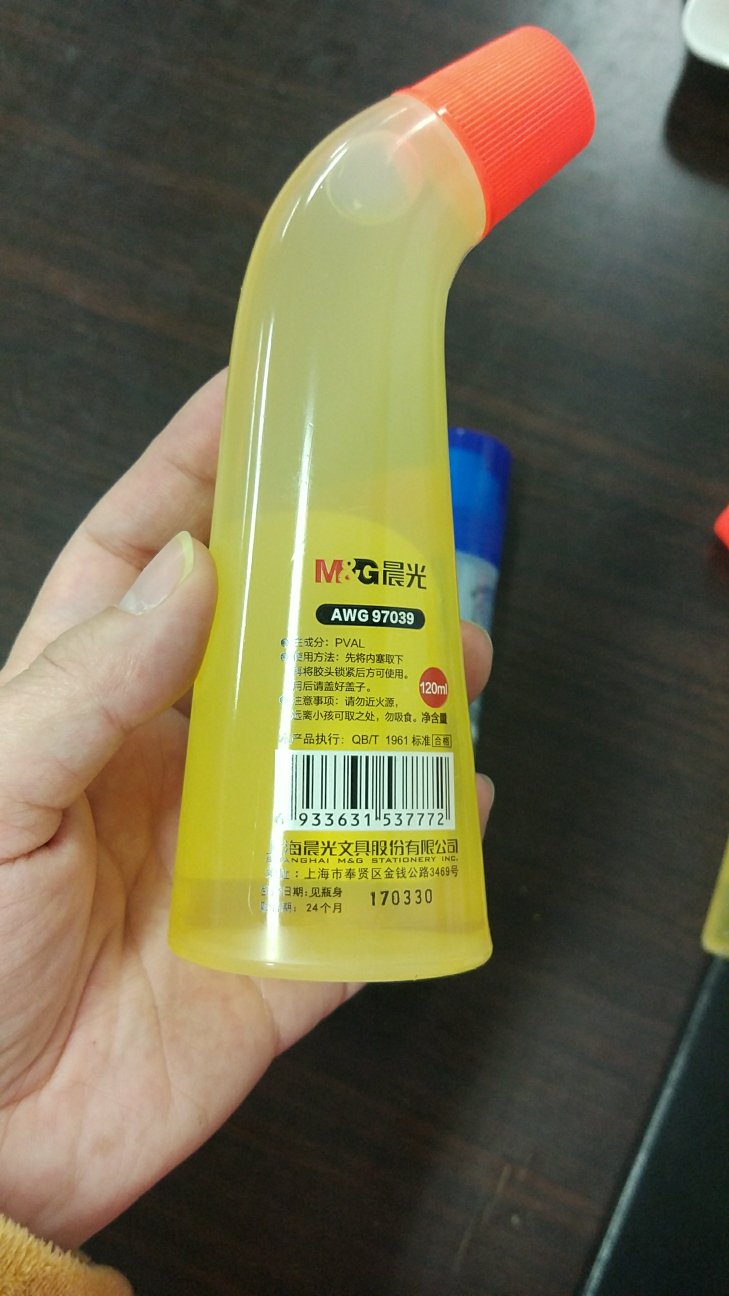 M&G晨光
AWG 97039
主成分：PVAL
使用方法：先将内塞取下
再将胶头锁紧后方可使用。
用后请盖好盖子。
注意事项：请勿近火源，
远离小孩可取之处，勿吸食。
120ml
净含量
产品执行：QB/T 1961 标准 合格
6 933631 537772
上海晨光文具股份有限公司
SHANGHAI M&G STATIONERY INC.
地址：上海市奉贤区金钱公路3469号
日期：见瓶身
24个月
170330